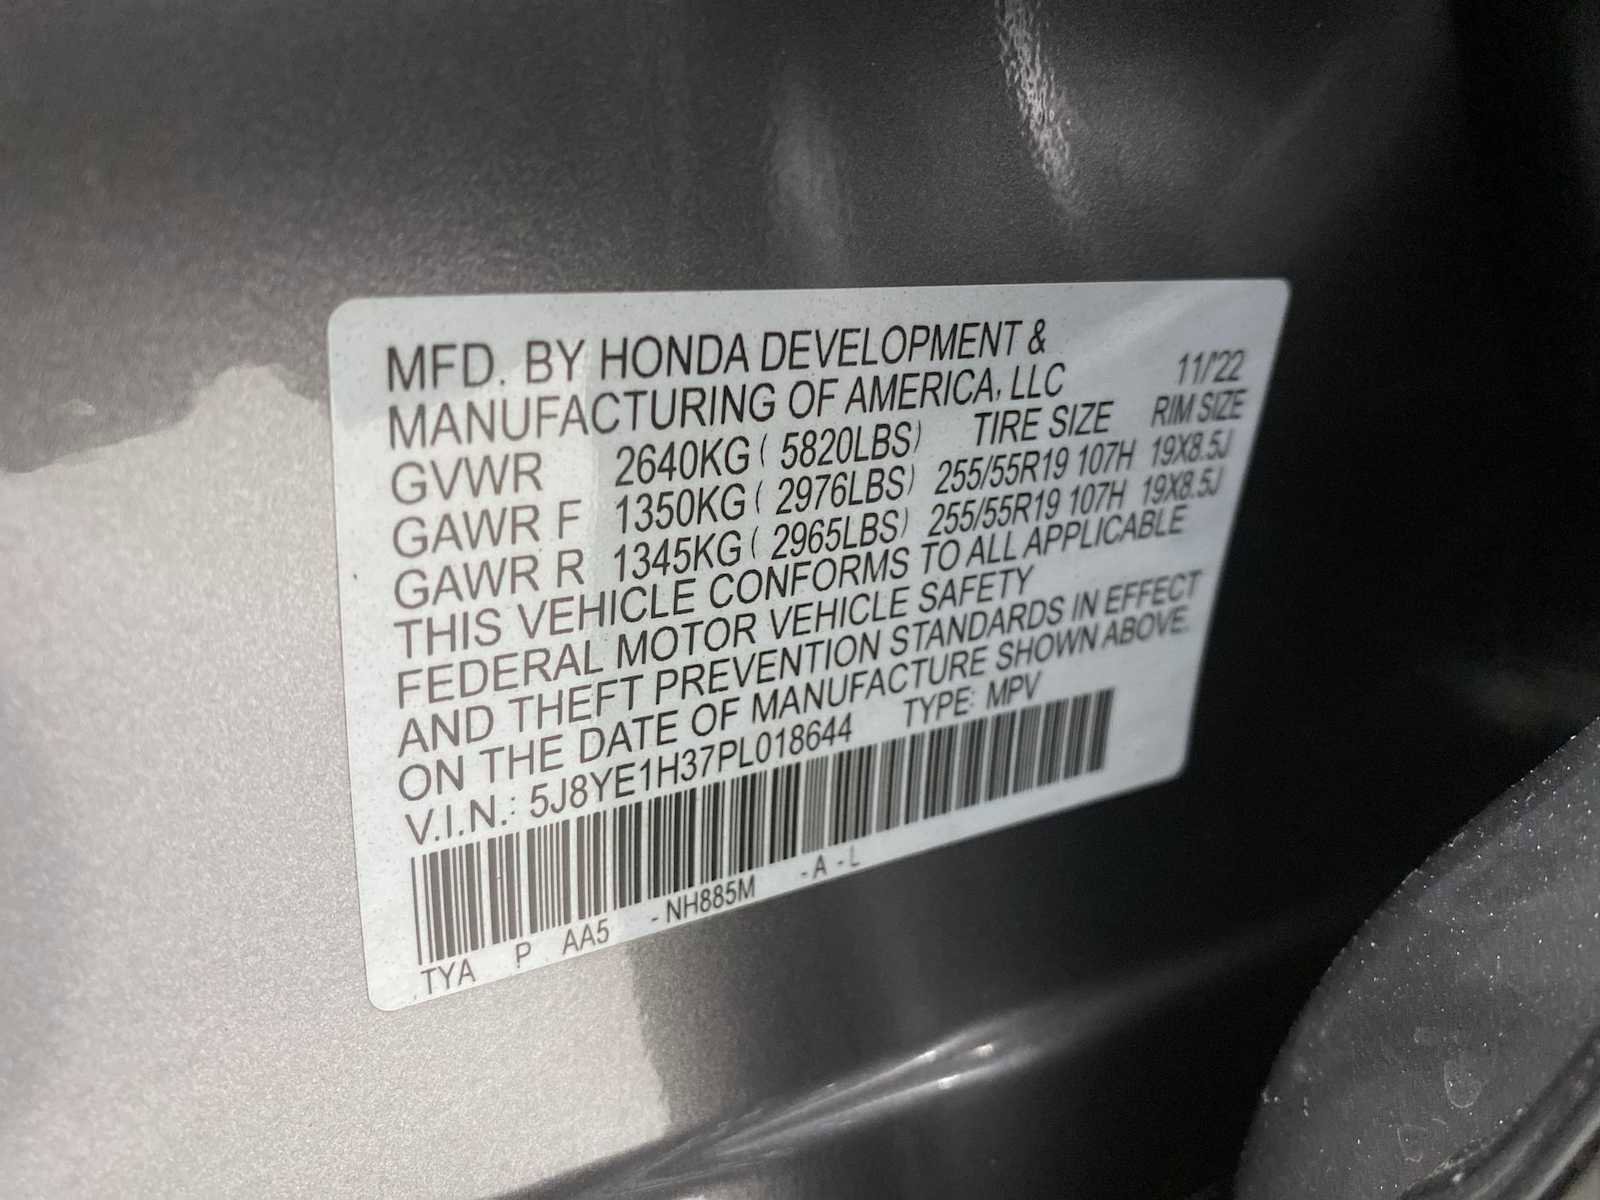 MFD. BY HONDA DEVELOPMENT &
MANUFACTURING OF AMERICA, LLC 11/'22
GVWR 2640KG ( 5820LBS) TIRE SIZE RIM SIZE
GAWR F 1350KG ( 2976LBS) 255/55R19 107H 19X8.5J
GAWR R 1345KG ( 2965LBS) 255/55R19 107H 19X8.5J
THIS VEHICLE CONFORMS TO ALL APPLICABLE
FEDERAL MOTOR VEHICLE SAFETY
AND THEFT PREVENTION STANDARDS IN EFFECT
ON THE DATE OF MANUFACTURE SHOWN ABOVE.
V.I.N.: 5J8YE1H37PL018644 TYPE: MPV
TYA P AA5 - NH885M - A - L